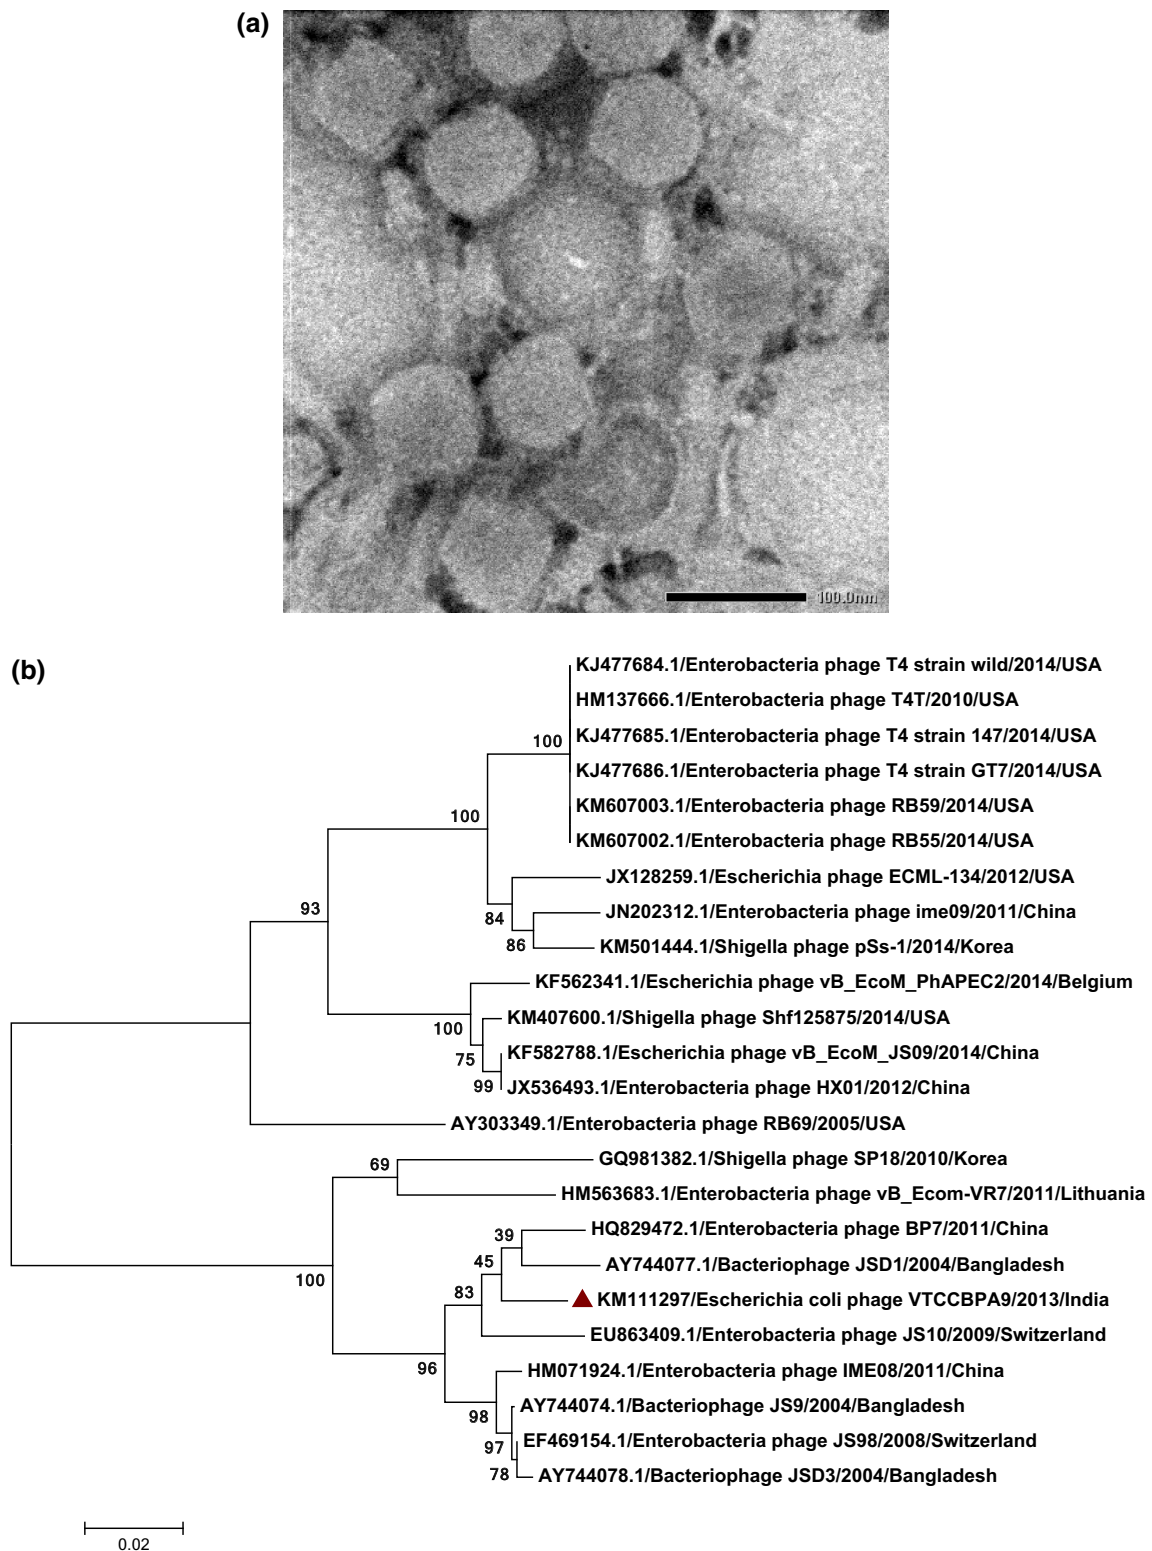 (a)
100.0nm
(b)
KJ477684.1/Enterobacteria phage T4 strain wild/2014/USA
HM137666.1/Enterobacteria phage T4T/2010/USA
KJ477685.1/Enterobacteria phage T4 strain 147/2014/USA
100
KJ477686.1/Enterobacteria phage T4 strain GT7/2014/USA
KM607003.1/Enterobacteria phage RB59/2014/USA
100
KM607002.1/Enterobacteria phage RB55/2014/USA
JX128259.1/Escherichia phage ECML-134/2012/USA
93
JN202312.1/Enterobacteria phage ime09/2011/China
84
86
KM501444.1/Shigella phage pSs-1/2014/Korea
KF562341.1/Escherichia phage vB_EcoM_PhAPEC2/2014/Belgium
KM407600.1/Shigella phage Shf125875/2014/USA
100
KF582788.1/Escherichia phage vB_EcoM_JS09/2014/China
75
99
JX536493.1/Enterobacteria phage HX01/2012/China
AY303349.1/Enterobacteria phage RB69/2005/USA
GQ981382.1/Shigella phage SP18/2010/Korea
69
HM563683.1/Enterobacteria phage vB_Ecom-VR7/2011/Lithuania
HQ829472.1/Enterobacteria phage BP7/2011/China
39
45
AY744077.1/Bacteriophage JSD1/2004/Bangladesh
100
83
KM111297/Escherichia coli phage VTCCBPA9/2013/India
EU863409.1/Enterobacteria phage JS10/2009/Switzerland
96
HM071924.1/Enterobacteria phage IME08/2011/China
AY744074.1/Bacteriophage JS9/2004/Bangladesh
98
EF469154.1/Enterobacteria phage JS98/2008/Switzerland
97
78
AY744078.1/Bacteriophage JSD3/2004/Bangladesh
0.02